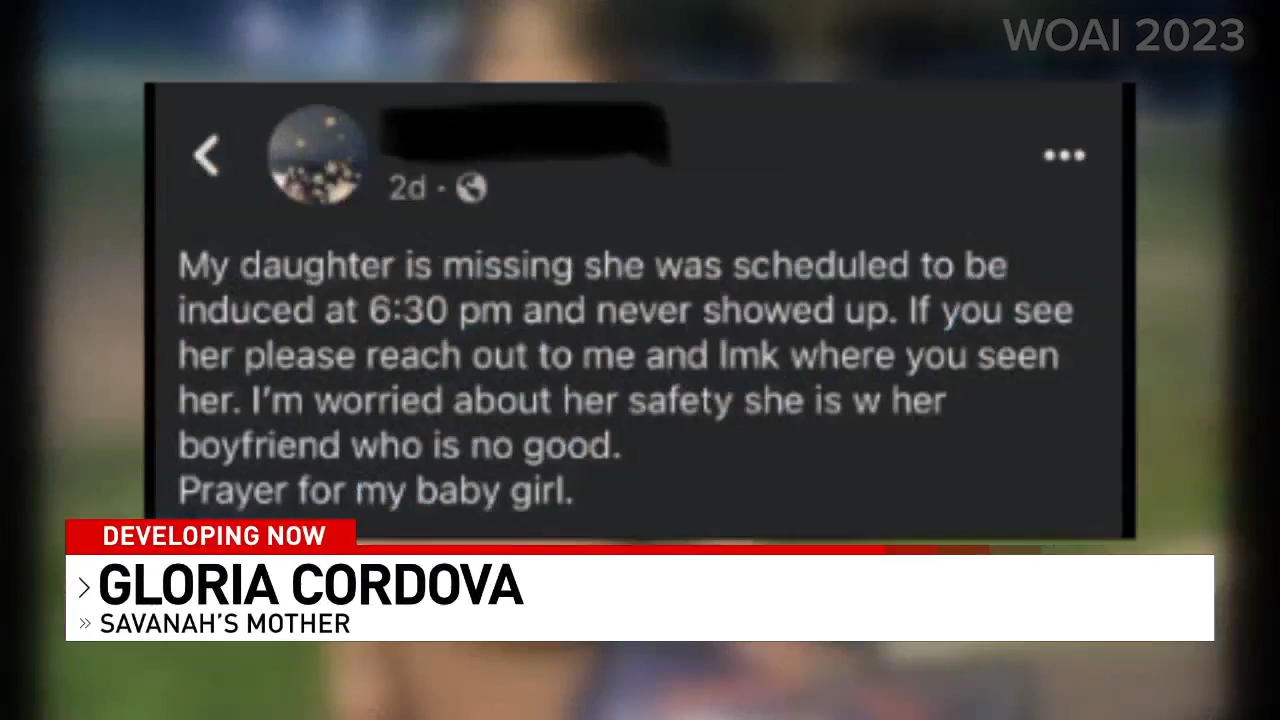 WOAI 2023
2d ·
My daughter is missing she was scheduled to be
induced at 6:30 pm and never showed up. If you see
her please reach out to me and lmk where you seen
her. I'm worried about her safety she is w her
boyfriend who is no good.
Prayer for my baby girl.
DEVELOPING NOW
GLORIA CORDOVA
SAVANAH'S MOTHER